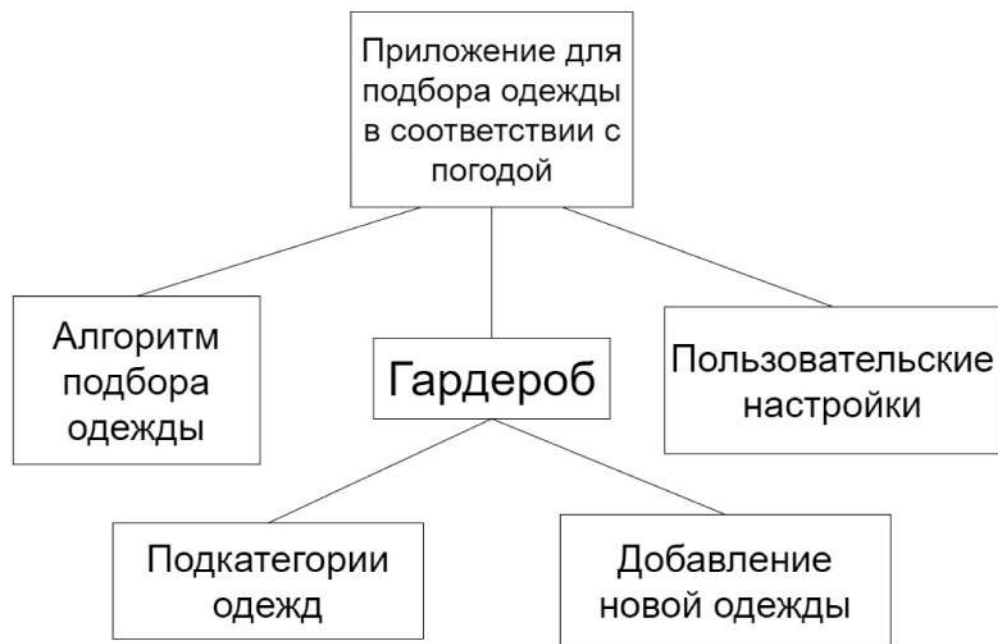 Приложение для
подбора одежды
в соответствии с
погодой
Алгоритм
подбора
одежды
Гардероб
Пользовательские
настройки
Подкатегории
одежд
Добавление
новой одежды